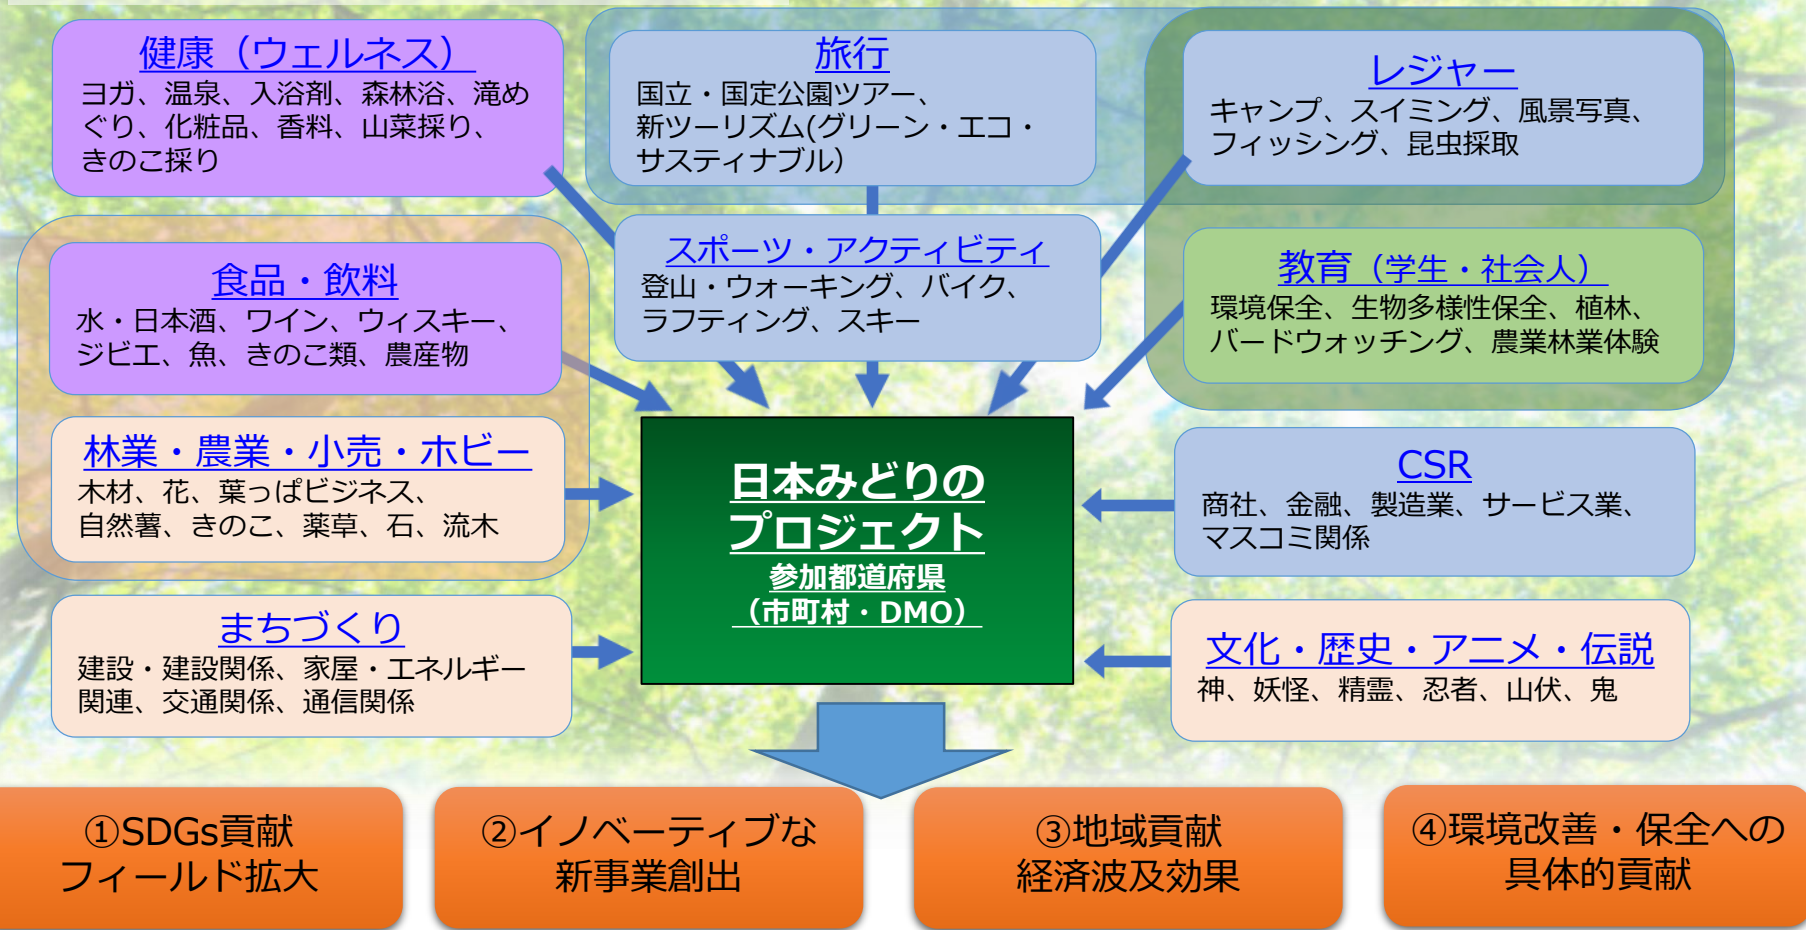 健康（ウェルネス）
ヨガ、温泉、入浴剤、森林浴、滝め
ぐり、化粧品、香料、山菜採り、
きのこ採り
旅行
国立・国定公園ツアー、
新ツーリズム(グリーン・エコ・
サスティナブル）
レジャー
キャンプ、スイミング、風景写真、
フィッシング、昆虫採取
食品・飲料
水・日本酒、ワイン、ウィスキー、
ジビエ、魚、きのこ類、農産物
スポーツ・アクティビティ
登山・ウォーキング、バイク、
ラフティング、スキー
教育（学生・社会人）
環境保全、生物多様性保全、植林、
バードウォッチング、農業林業体験
林業・農業・小売・ホビー
木材、花、葉っぱビジネス、
自然薯、きのこ、薬草、石、流木
日本みどりの
プロジェクト
参加都道府県
（市町村・DMO）
CSR
商社、金融、製造業、サービス業、
マスコミ関係
まちづくり
建設・建設関係、家屋・エネルギー
関連、交通関係、通信関係
文化・歴史・アニメ・伝説
神、妖怪、精霊、忍者、山伏、鬼
①SDGs貢献
フィールド拡大
②イノベーティブな
新事業創出
③地域貢献
経済波及効果
④環境改善・保全への
具体的貢献